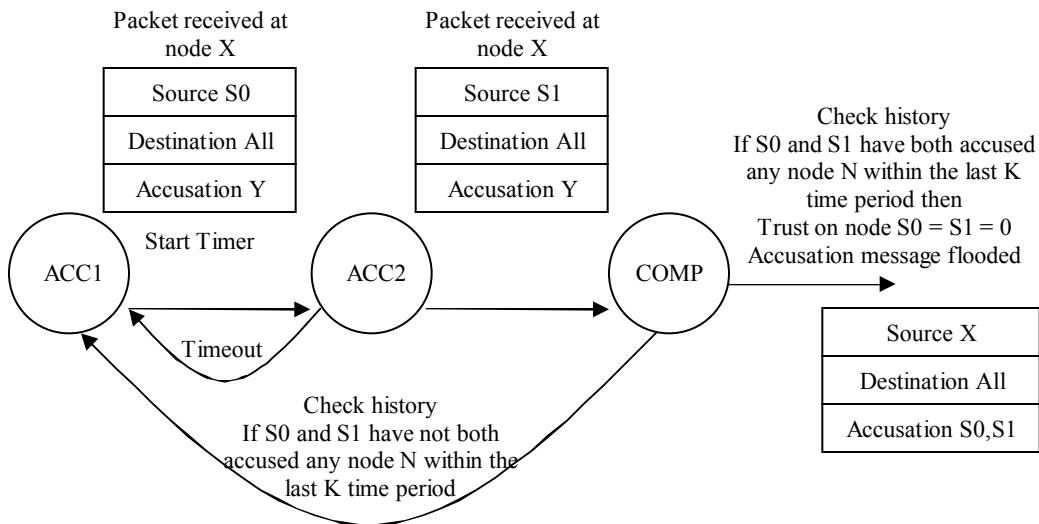 Packet received at
node X
Source S0
Destination All
Accusation Y
Packet received at
node X
Source S1
Destination All
Accusation Y
Check history
If S0 and S1 have both accused
any node N within the last K
time period then
Trust on node S0 = S1 = 0
Accusation message flooded
Start Timer
ACC1
ACC2
COMP
Timeout
Source X
Destination All
Accusation S0,S1
Check history
If S0 and S1 have not both
accused any node N within the
last K time period